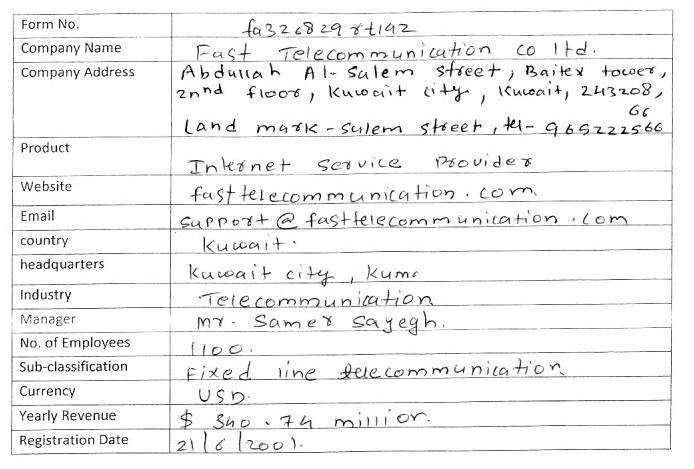 Form No. fa326829rt192
Company Name Fast Telecommunication co ltd.
Company Address Abdullah Al-Salem street, Baitex tower,
2nnd floor, Kuwait city, Kuwait, 243208,
66
Land mark-sulem street, tel- 965222566
Product Internet Service Provider
Website fasttelecommunication.com.
Email support@fasttelecommunication.com
country Kuwait.
headquarters Kuwait city, Kuma
Industry Telecommunication
Manager Mr. Samer Sayegh.
No. of Employees 1100.
Sub-classification Fixed line telecommunication
Currency USD.
Yearly Revenue $ 340.74 million.
Registration Date 21/6/2001.